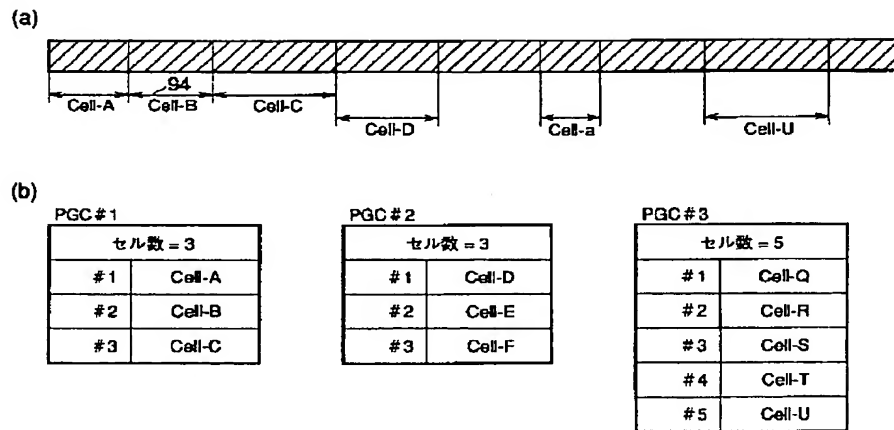 (a)
94
Cell-A Cell-B Cell-C
Cell-D Cell-a Cell-U
(b)
PGC#1 PGC#2 PGC#3
セル数 = 3 セル数 = 3 セル数 = 5
#1 Cell-A #1 Cell-D #1 Cell-Q
#2 Cell-B #2 Cell-E #2 Cell-R
#3 Cell-C #3 Cell-F #3 Cell-S
#4 Cell-T
#5 Cell-U